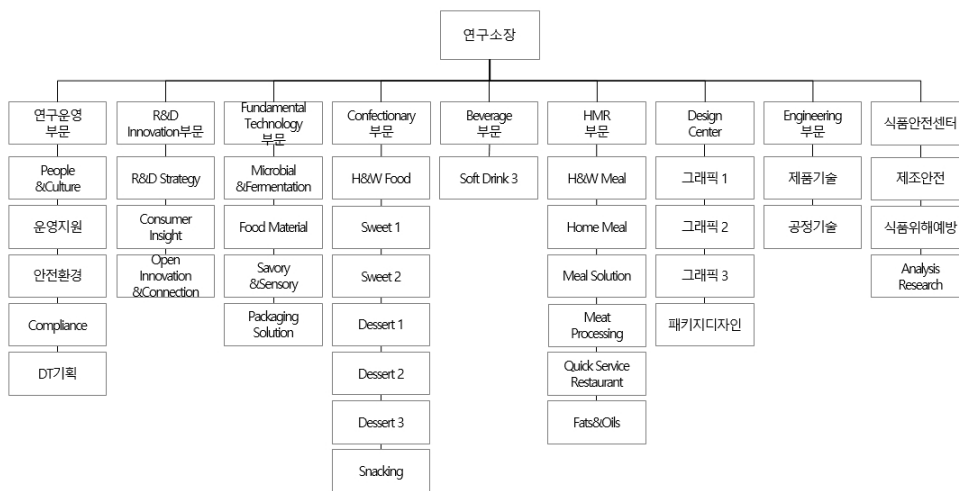 연구소장
연구운영
부문
People
&Culture
운영지원
안전환경
Compliance
DT기획
R&D
Innovation부문
R&D Strategy
Consumer
Insight
Open
Innovation
&Connection
Fundamental
Technology
부문
Microbial
&Fermentation
Food Material
Savory
&Sensory
Packaging
Solution
Confectionary
부문
H&W Food
Sweet 1
Sweet 2
Dessert 1
Dessert 2
Dessert 3
Snacking
Beverage
부문
Soft Drink 3
HMR
부문
H&W Meal
Home Meal
Meal Solution
Meat
Processing
Quick Service
Restaurant
Fats&Oils
Design
Center
그래픽 1
그래픽 2
그래픽 3
패키지디자인
Engineering
부문
제품기술
공정기술
식품안전센터
제조안전
식품위해예방
Analysis
Research